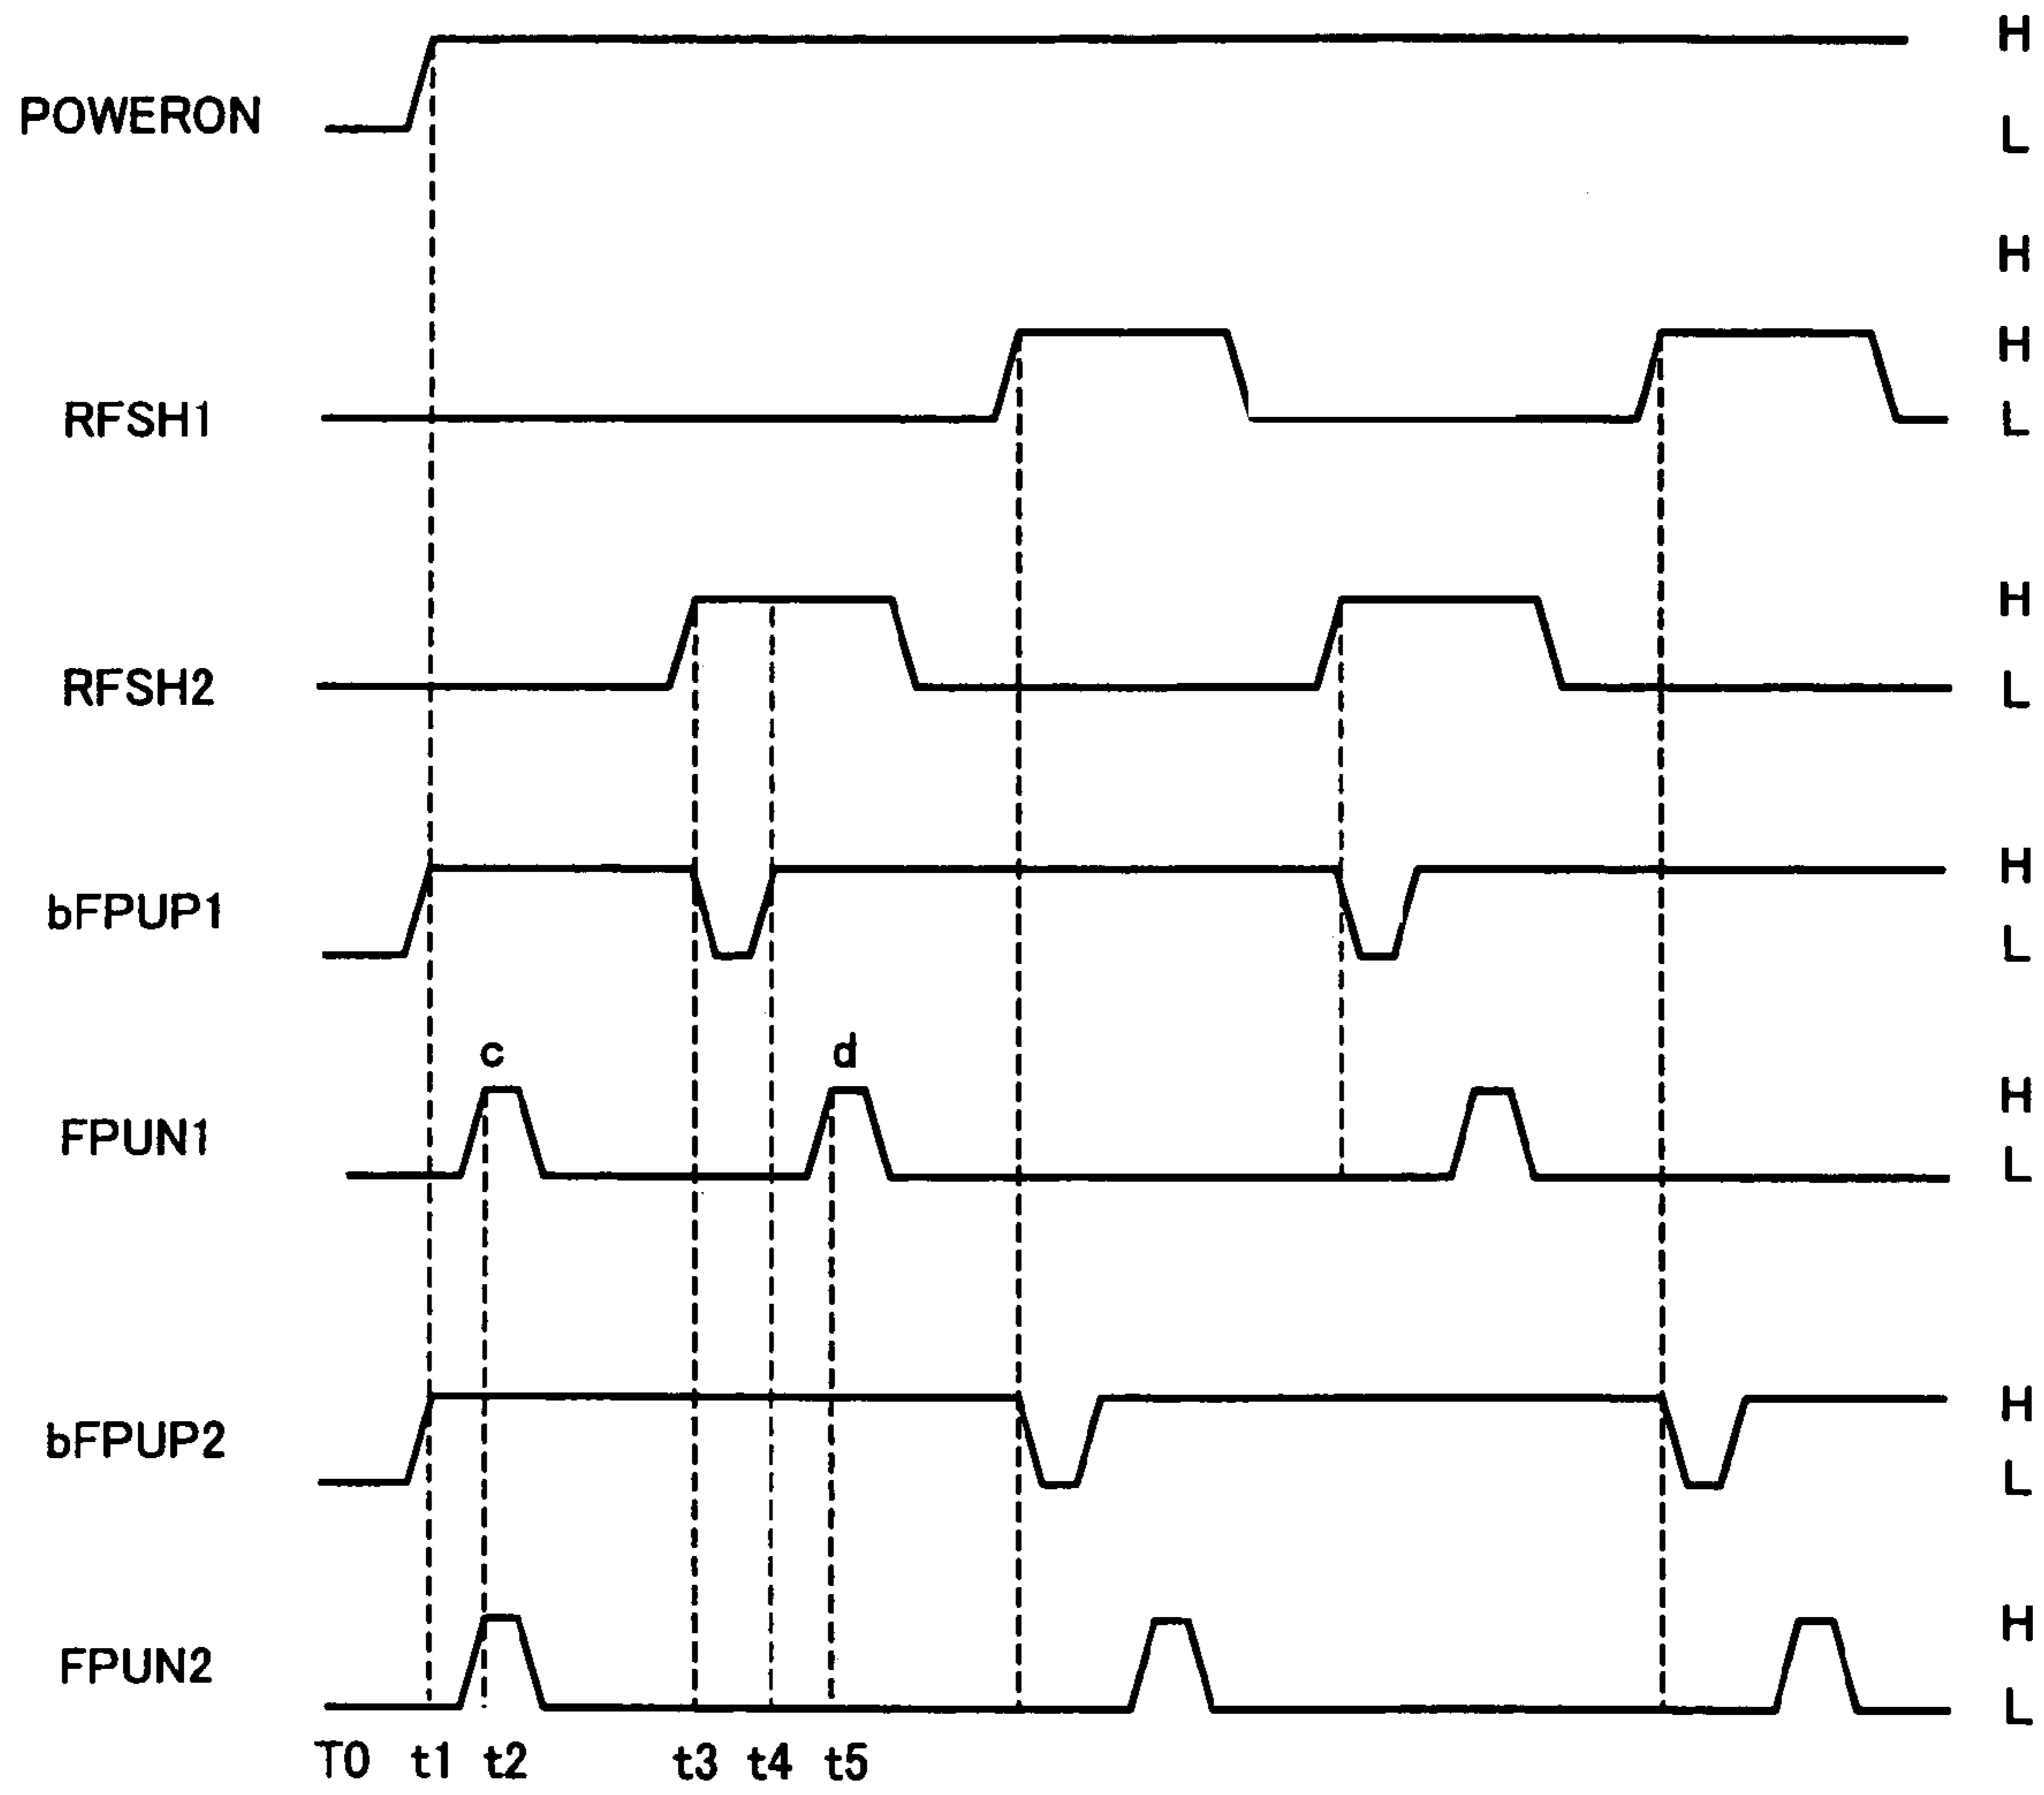 H
POWERON
L
H
H
RFSH1
L
H
RFSH2
L
H
bFPUP1
L
c d
H
FPUN1
L
H
bFPUP2
L
H
FPUN2
L
T0 t1 t2 t3 t4 t5